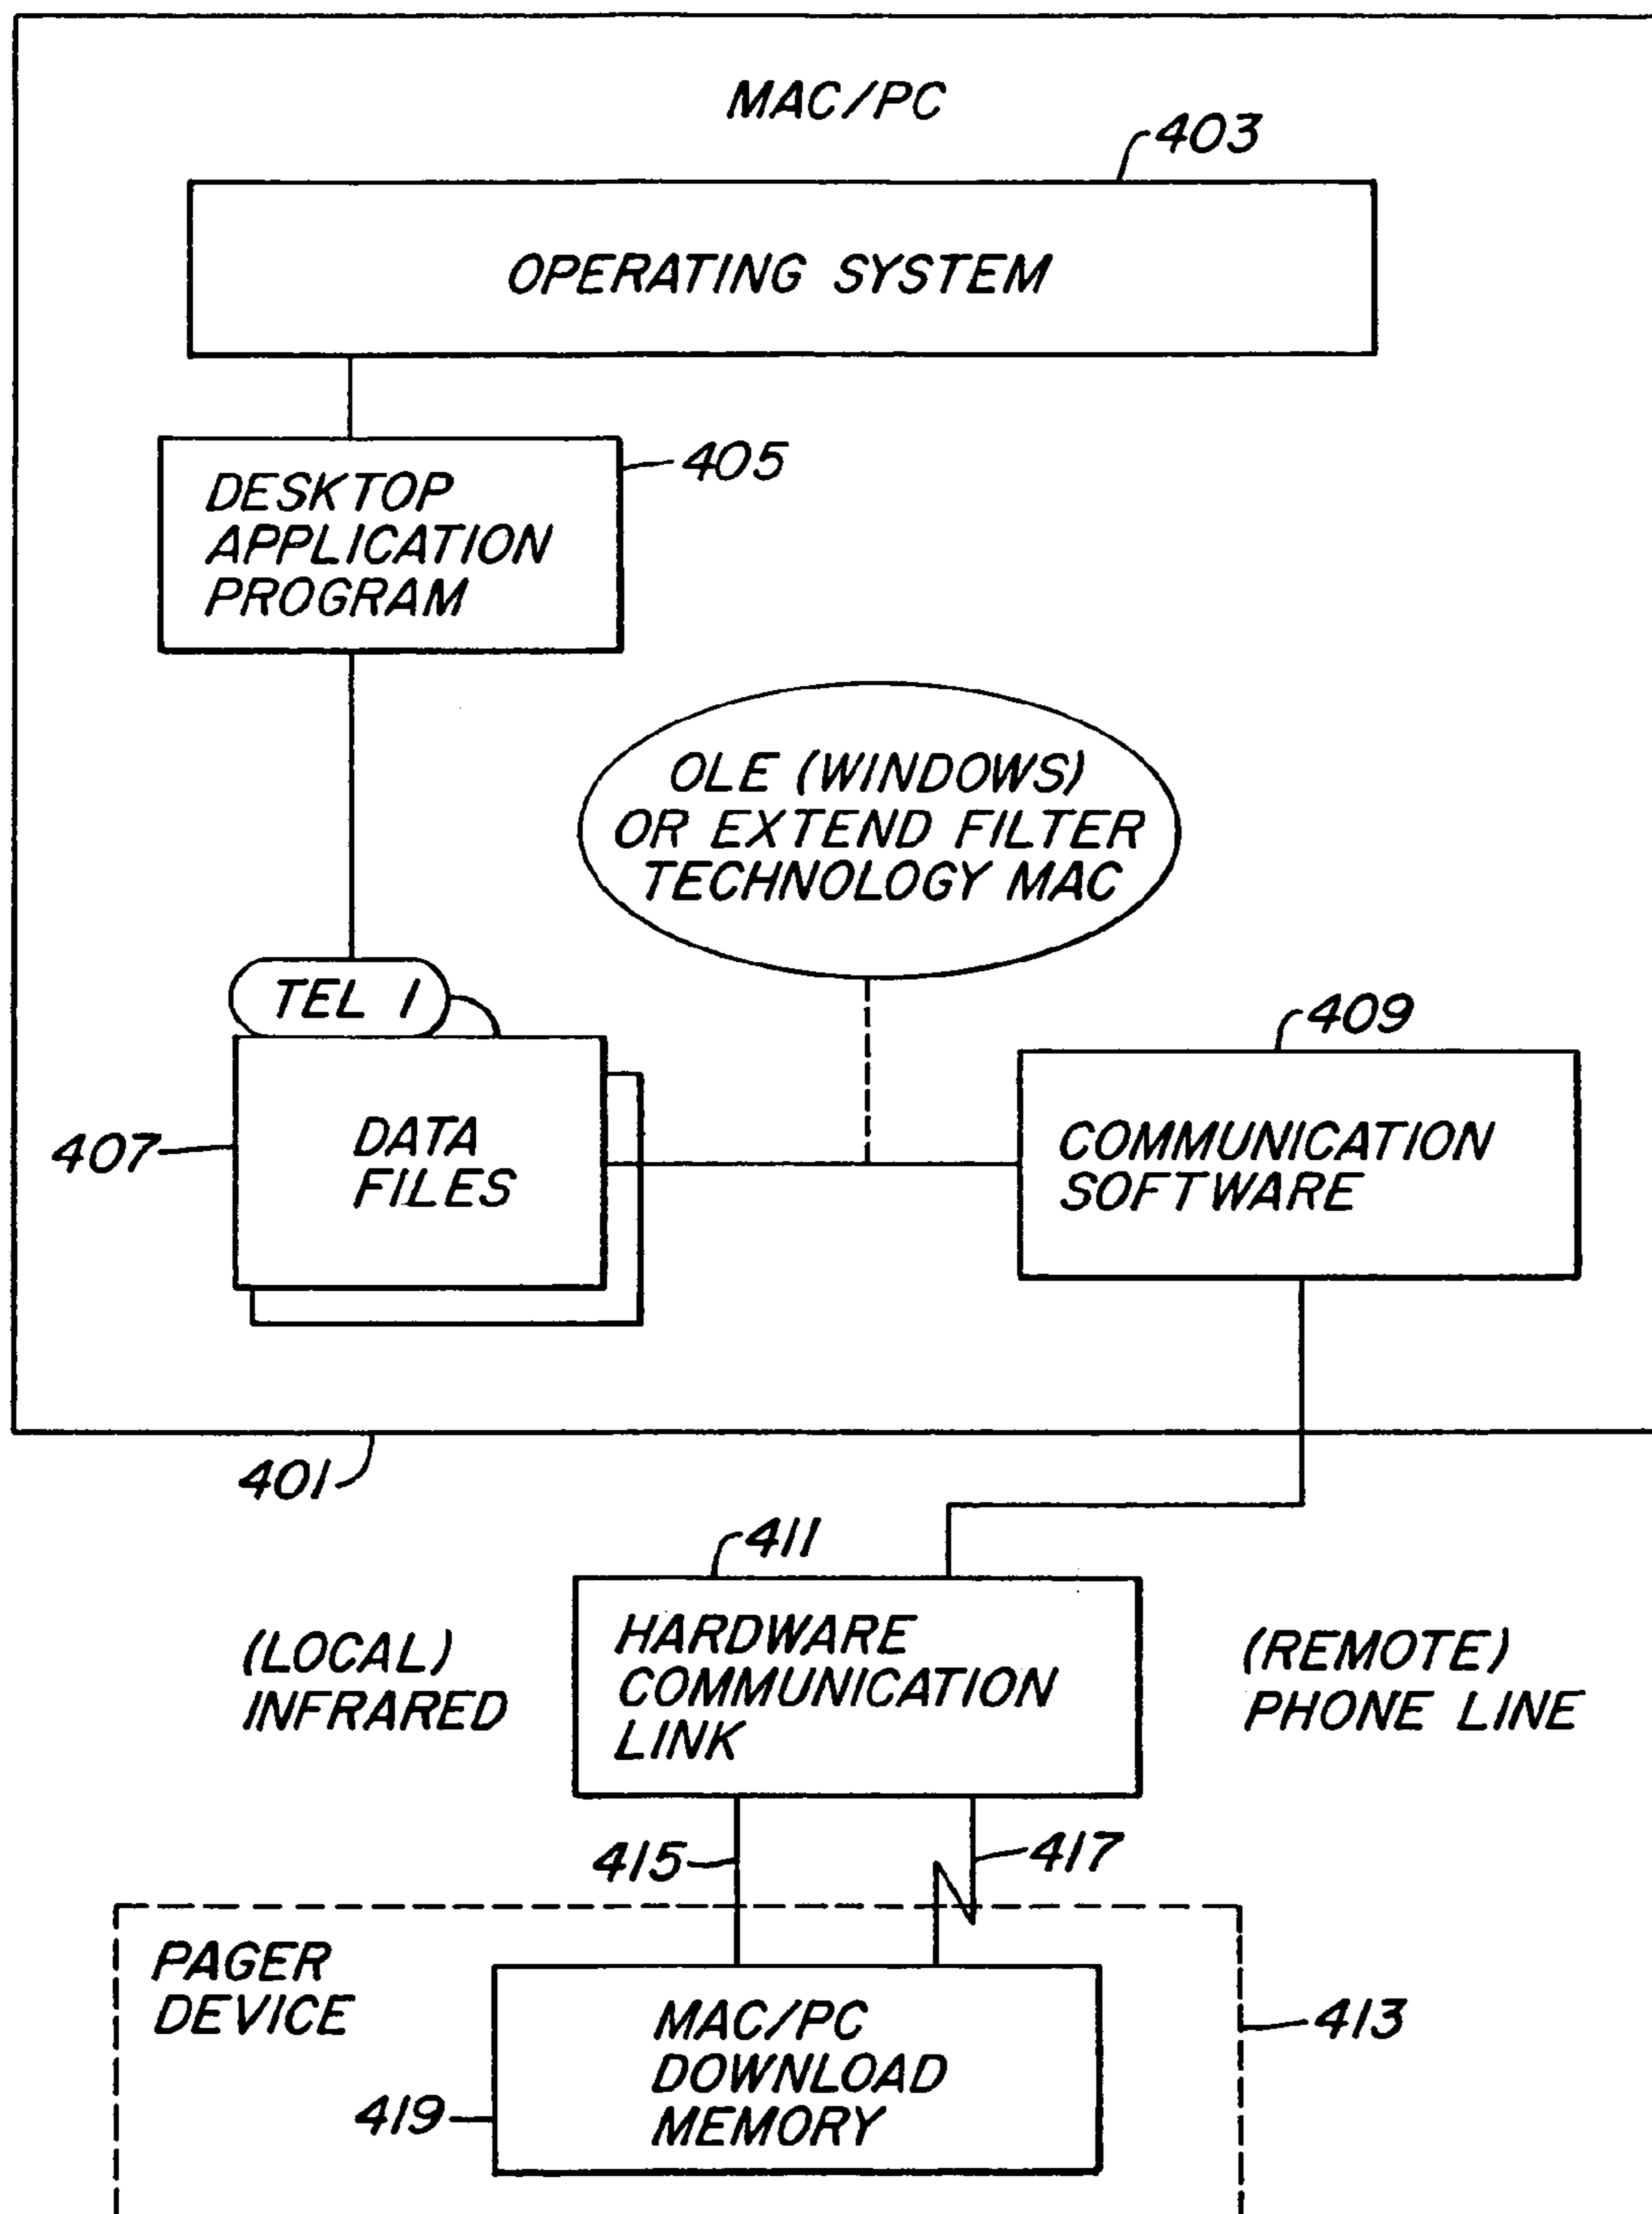 MAC/PC
403
OPERATING SYSTEM
405
DESKTOP
APPLICATION
PROGRAM
OLE (WINDOWS)
OR EXTEND FILTER
TECHNOLOGY MAC
TEL 1
409
407
DATA
FILES
COMMUNICATION
SOFTWARE
401
411
(LOCAL)
INFRARED
HARDWARE
COMMUNICATION
LINK
(REMOTE)
PHONE LINE
415
417
PAGER
DEVICE
413
MAC/PC
DOWNLOAD
MEMORY
419